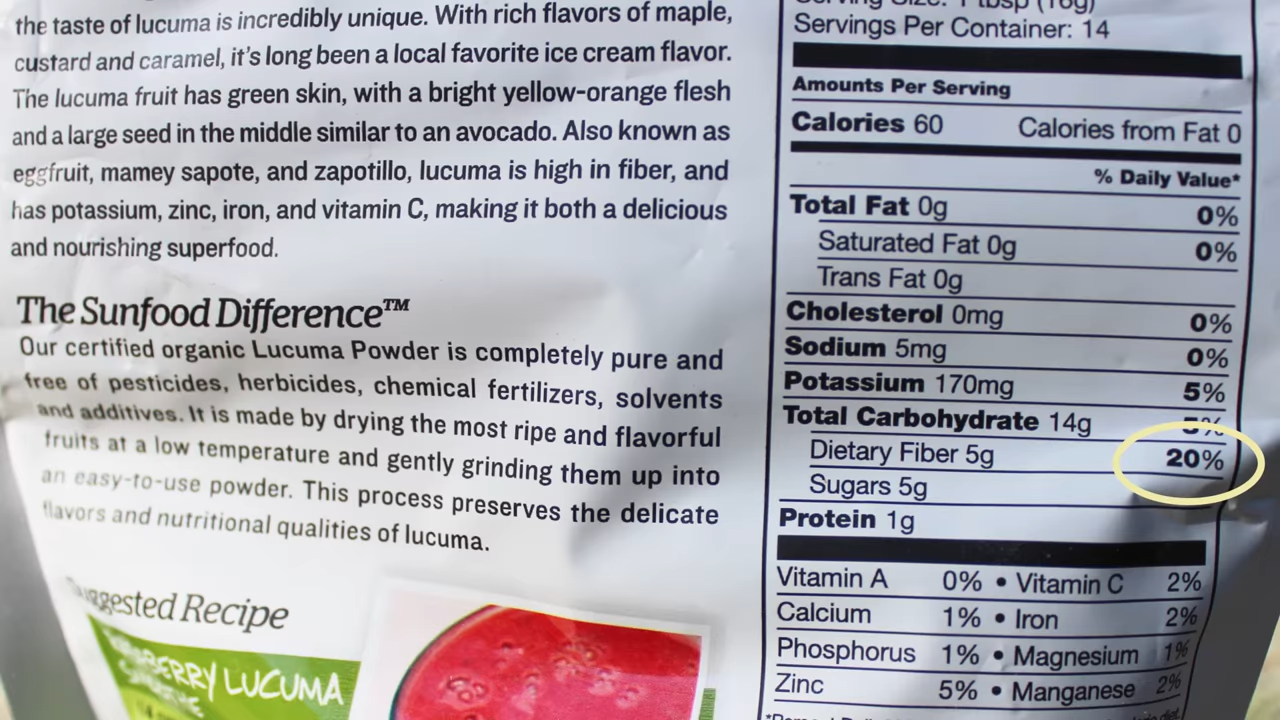 the taste of lucuma is incredibly unique. With rich flavors of maple,
custard and caramel, it's long been a local favorite ice cream flavor.
The lucuma fruit has green skin, with a bright yellow-orange flesh
and a large seed in the middle similar to an avocado. Also known as
eggfruit, mamey sapote, and zapotillo, lucuma is high in fiber, and
has potassium, zinc, iron, and vitamin C, making it both a delicious
and nourishing superfood.
The Sunfood Difference™
Our certified organic Lucuma Powder is completely pure and
free of pesticides, herbicides, chemical fertilizers, solvents
and additives. It is made by drying the most ripe and flavorful
fruits at a low temperature and gently grinding them up into
an easy-to-use powder. This process preserves the delicate
flavors and nutritional qualities of lucuma.
Suggested Recipe
LUCUMA
Serving Size: 1 tbsp (16g)
Servings Per Container: 14
Amounts Per Serving
Calories 60 Calories from Fat 0
% Daily Value*
Total Fat 0g 0%
Saturated Fat 0g 0%
Trans Fat 0g
Cholesterol 0mg 0%
Sodium 5mg 0%
Potassium 170mg 5%
Total Carbohydrate 14g 5%
Dietary Fiber 5g 20%
Sugars 5g
Protein 1g
Vitamin A 0% • Vitamin C 2%
Calcium 1% • Iron 2%
Phosphorus 1% • Magnesium 1%
Zinc 5% • Manganese 2%